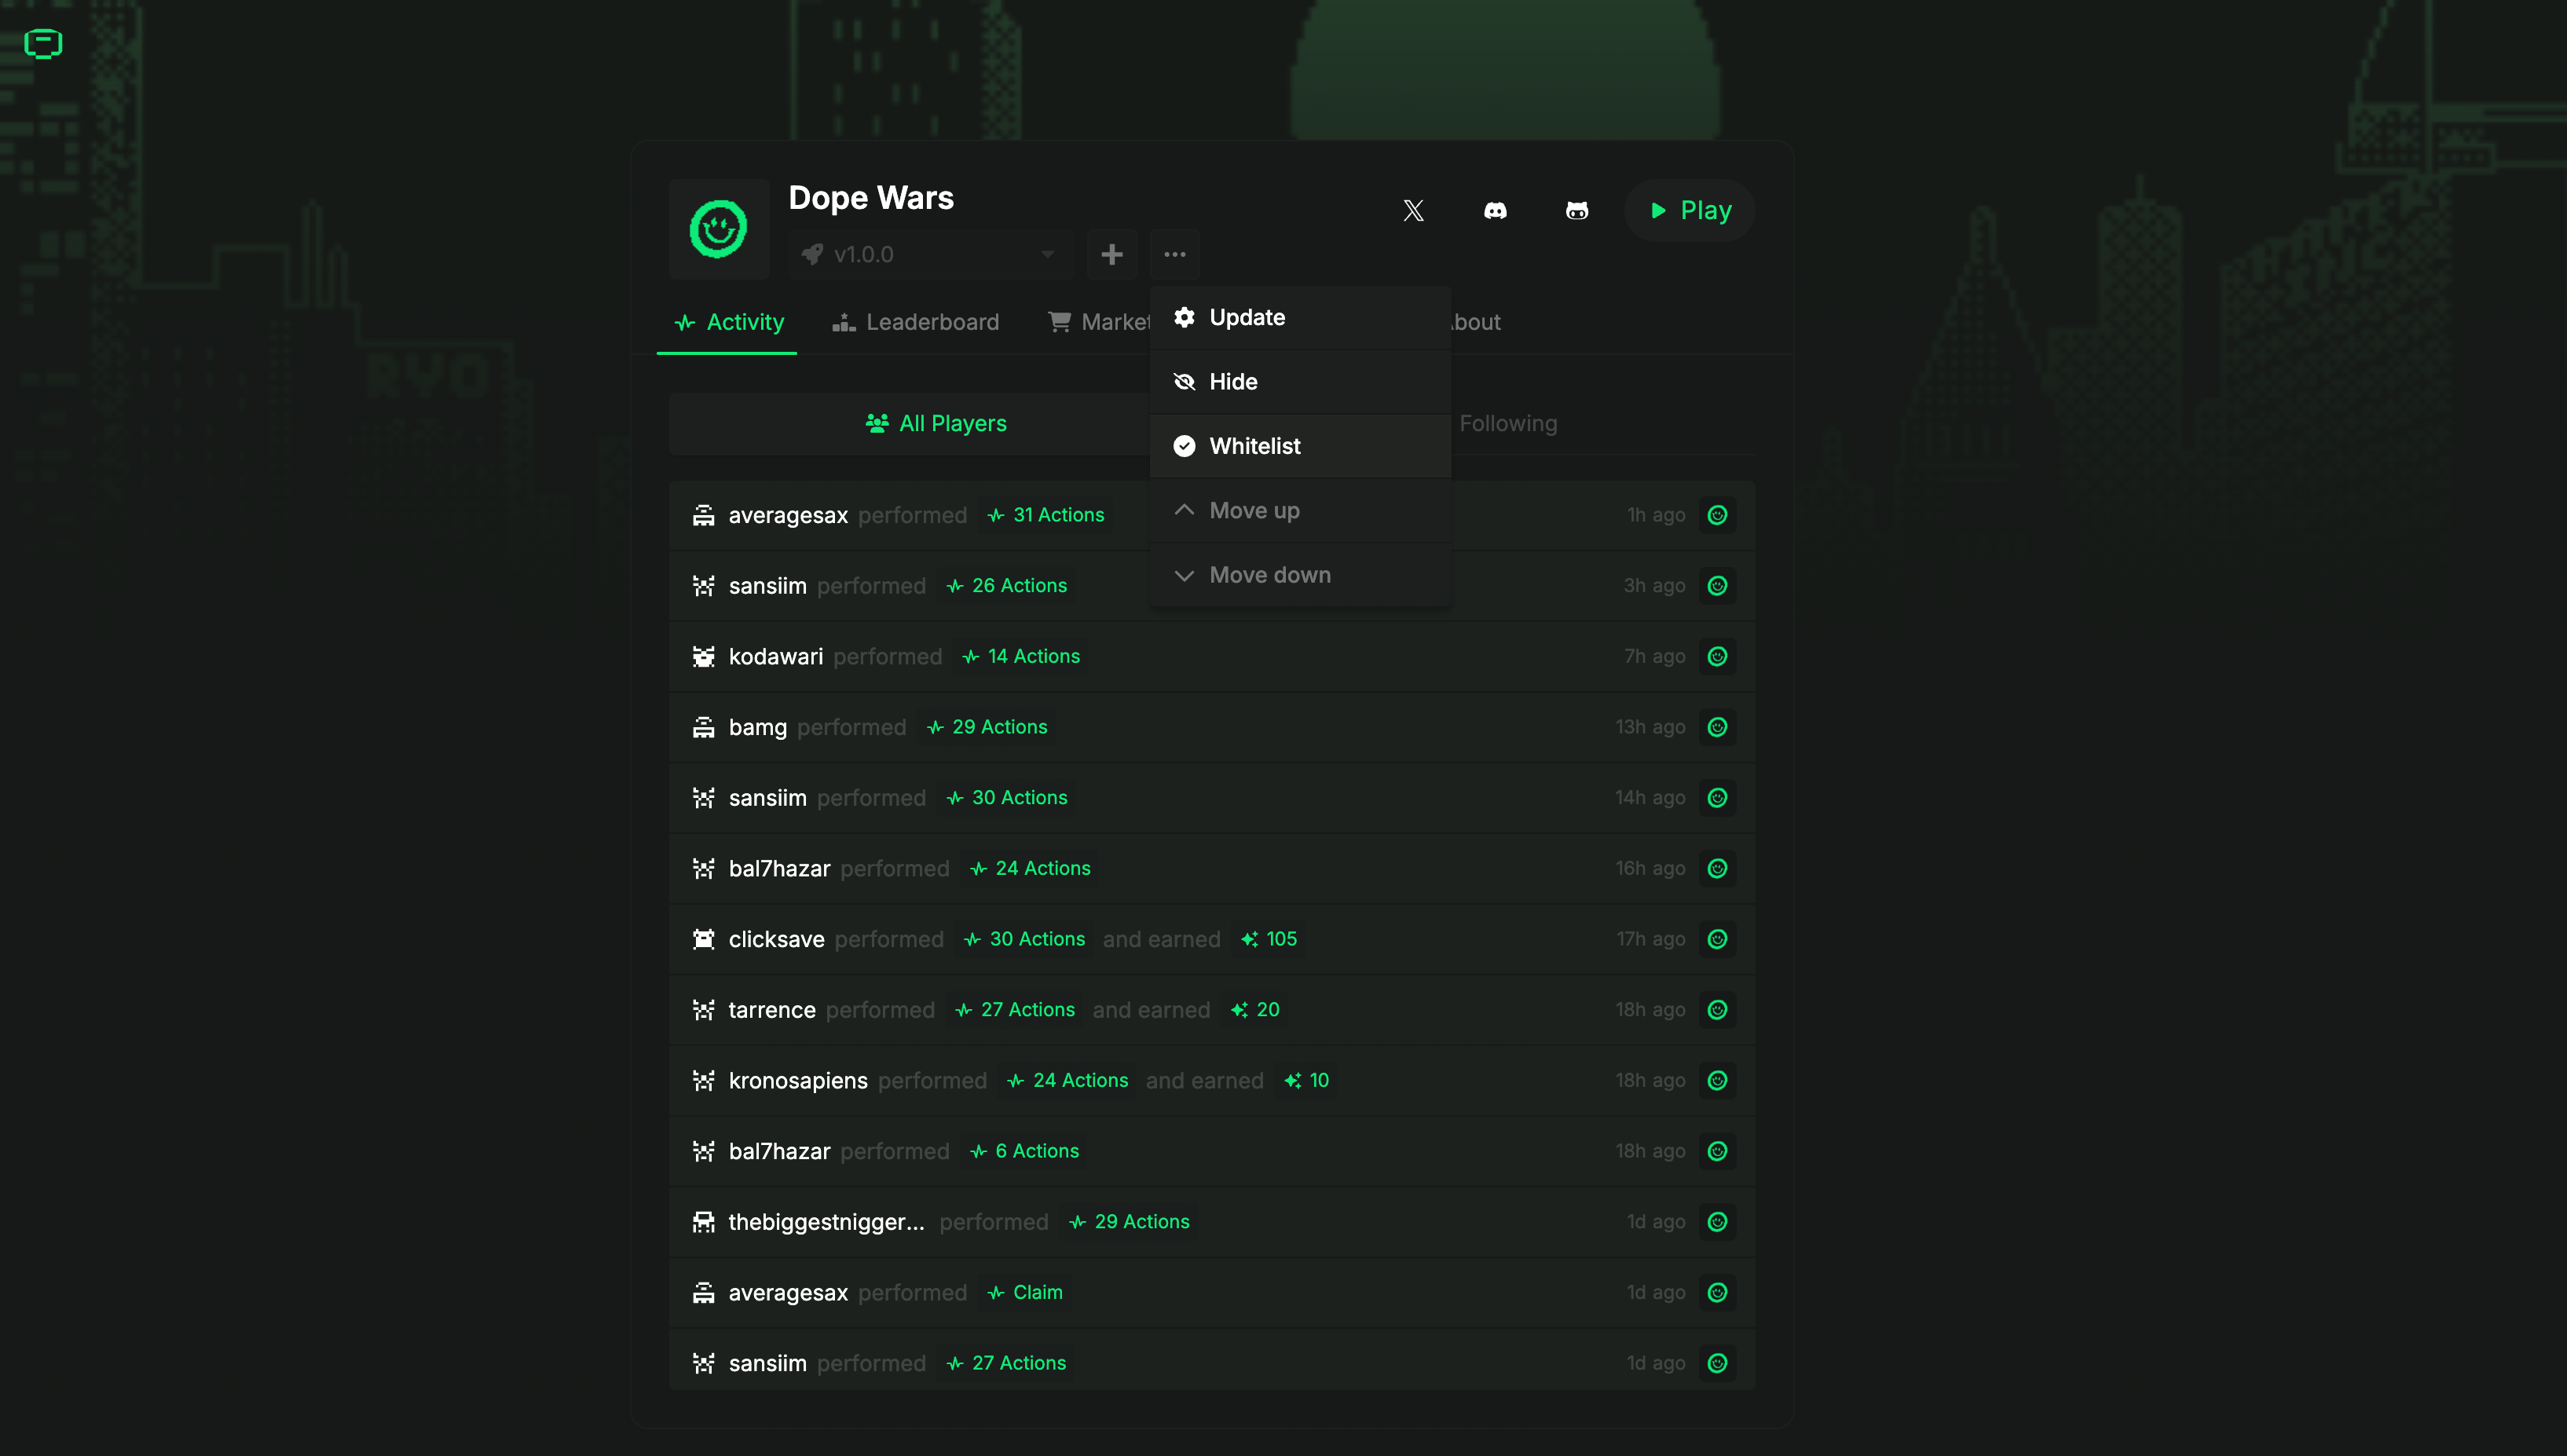 Dope Wars
v1.0.0
Play
Activity
Leaderboard
Market
bout
Update
Hide
Whitelist
Move up
Move down
All Players
Following
averagesax performed 31 Actions 1h ago
sansiim performed 26 Actions 3h ago
kodawari performed 14 Actions 7h ago
bamg performed 29 Actions 13h ago
sansiim performed 30 Actions 14h ago
bal7hazar performed 24 Actions 16h ago
clicksave performed 30 Actions and earned 105 17h ago
tarrence performed 27 Actions and earned 20 18h ago
kronosapiens performed 24 Actions and earned 10 18h ago
bal7hazar performed 6 Actions 18h ago
thebiggestnigger... performed 29 Actions 1d ago
averagesax performed Claim 1d ago
sansiim performed 27 Actions 1d ago
RYO